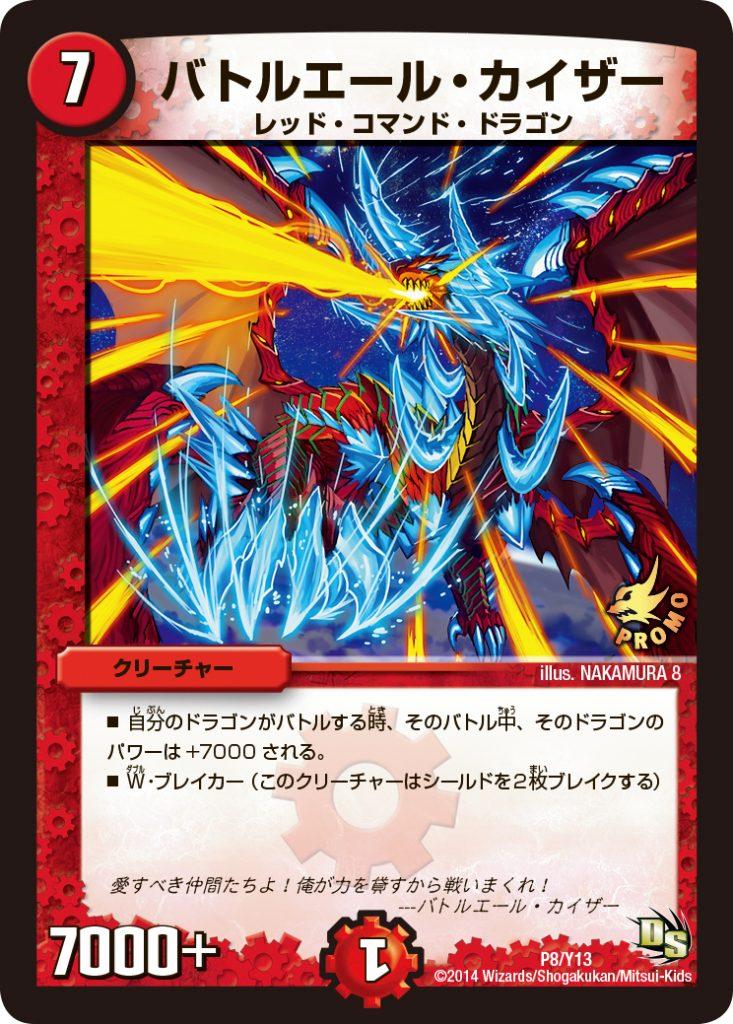 7
バトルエール・カイザー
レッド・コマンド・ドラゴン
PROMO
クリーチャー
illus. NAKAMURA 8
■ 自分のドラゴンがバトルする時、そのバトル中、そのドラゴンの
パワーは+7000される。
■ W・ブレイカー（このクリーチャーはシールドを2枚ブレイクする）
愛すべき仲間たちよ！俺が力を貸すから戦いまくれ！
---バトルエール・カイザー
7000+
1
DS
P8/Y13
©2014 Wizards/Shogakukan/Mitsui-Kids